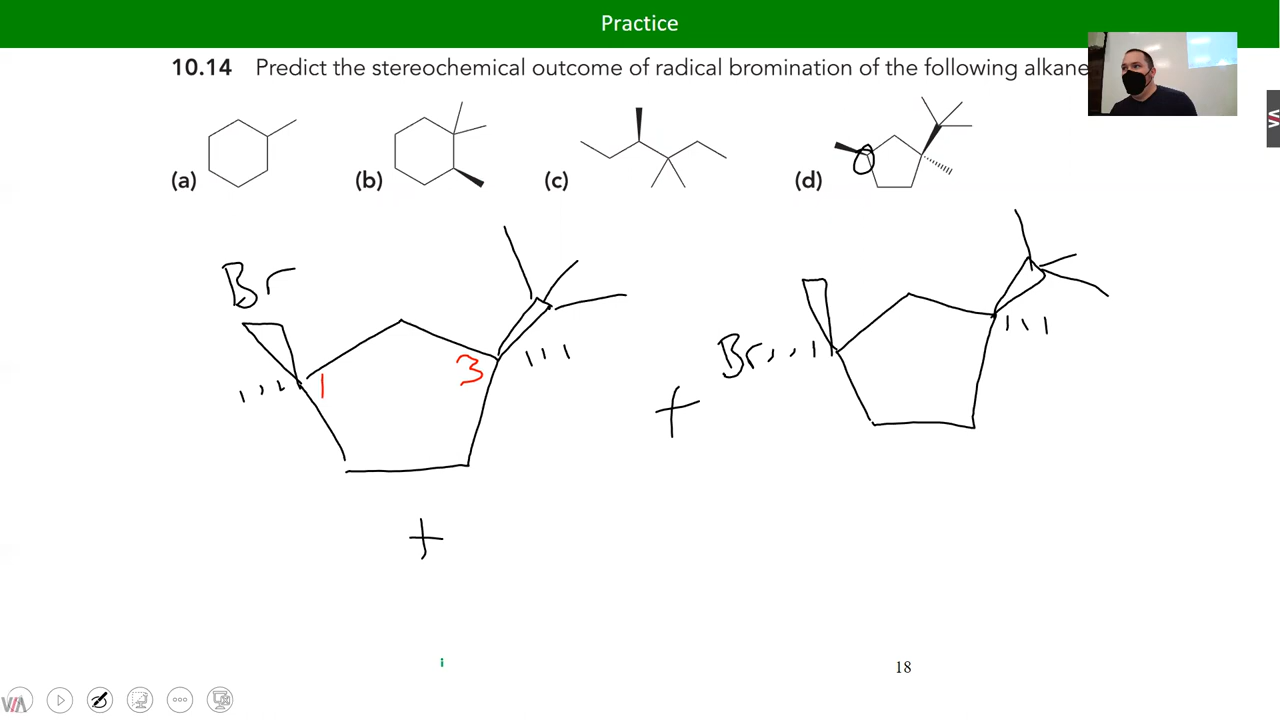 Practice
10.14 Predict the stereochemical outcome of radical bromination of the following alkane
(a)
(b)
(c)
(d)
Br
1
3
+
Br
+
18